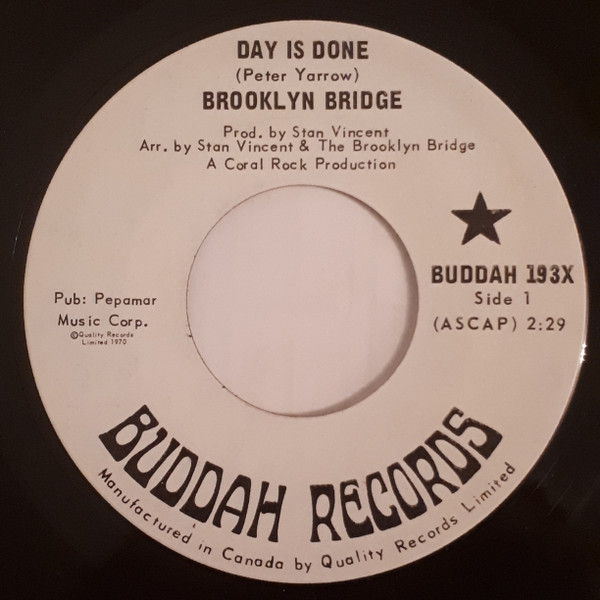 DAY IS DONE
(Peter Yarrow)
BROOKLYN BRIDGE
Prod. by Stan Vincent
Arr. by Stan Vincent & The Brooklyn Bridge
A Coral Rock Production
BUDDAH 193X
Side 1
(ASCAP) 2:29
Pub: Pepamar
Music Corp.
©Quality Records
Limited 1970
BUDDAH RECORDS
Manufactured in Canada by Quality Records Limited